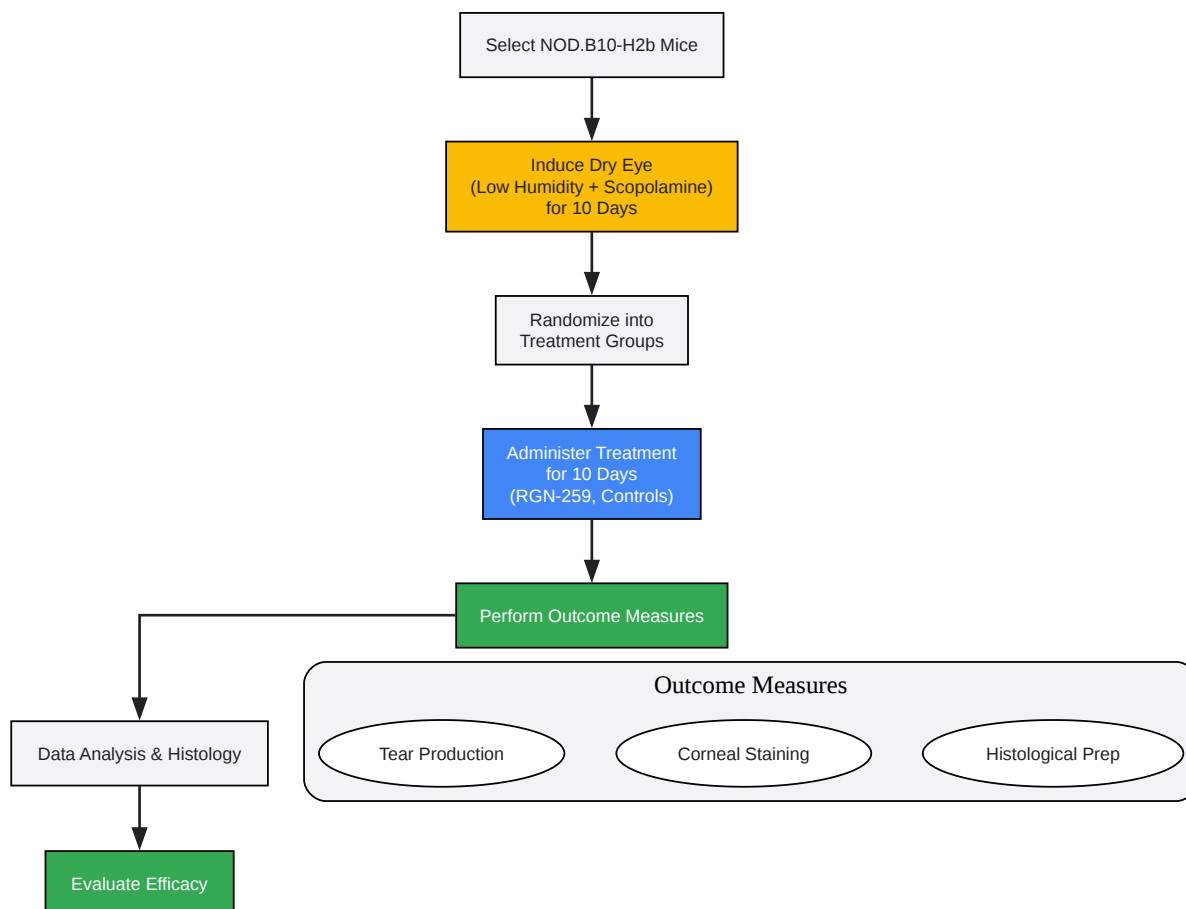 Select NOD.B10-H2b Mice
Induce Dry Eye
(Low Humidity + Scopolamine)
for 10 Days
Randomize into
Treatment Groups
Administer Treatment
for 10 Days
(RGN-259, Controls)
Perform Outcome Measures
Outcome Measures
Tear Production
Corneal Staining
Histological Prep
Data Analysis & Histology
Evaluate Efficacy